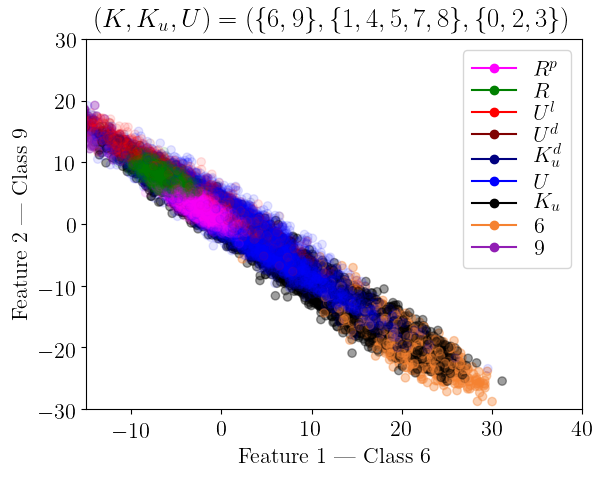 (K, K_u, U) = ({6, 9}, {1, 4, 5, 7, 8}, {0, 2, 3})
30
20
10
0
−10
−20
−30
Feature 2 — Class 9
R^p
R
U^l
U^d
K_u^d
U
K_u
6
9
−10
0
10
20
30
40
Feature 1 — Class 6